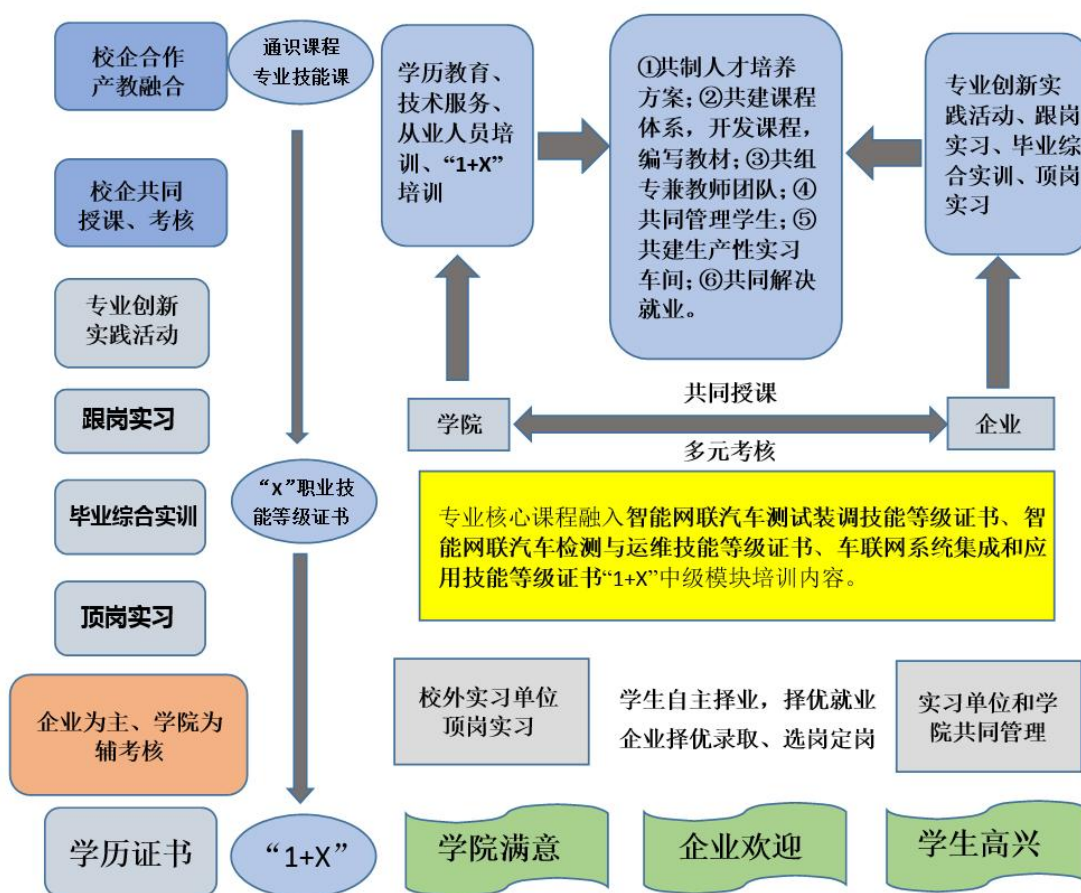 校企合作
产教融合
通识课程
专业技能课
学历教育、
技术服务、
从业人员培
训、“1+X”
培训
①共制人才培养
方案；②共建课程
体系，开发课程，
编写教材；③共组
专兼教师团队；④
共同管理学生；⑤
共建生产性实习
车间；⑥共同解决
就业。
专业创新实
践活动、跟岗
实习、毕业综
合实训、顶岗
实习
校企共同
授课、考核
专业创新
实践活动
跟岗实习
学院
共同授课
多元考核
企业
“X”职业技
能等级证书
毕业综合实训
专业核心课程融入智能网联汽车测试装调技能等级证书、智
能网联汽车检测与运维技能等级证书、车联网系统集成和应
用技能等级证书“1+X”中级模块培训内容。
顶岗实习
企业为主、学院为
辅考核
校外实习单位
顶岗实习
学生自主择业，择优就业
企业择优录取、选岗定岗
实习单位和学
院共同管理
学历证书
“1+X”
学院满意
企业欢迎
学生高兴